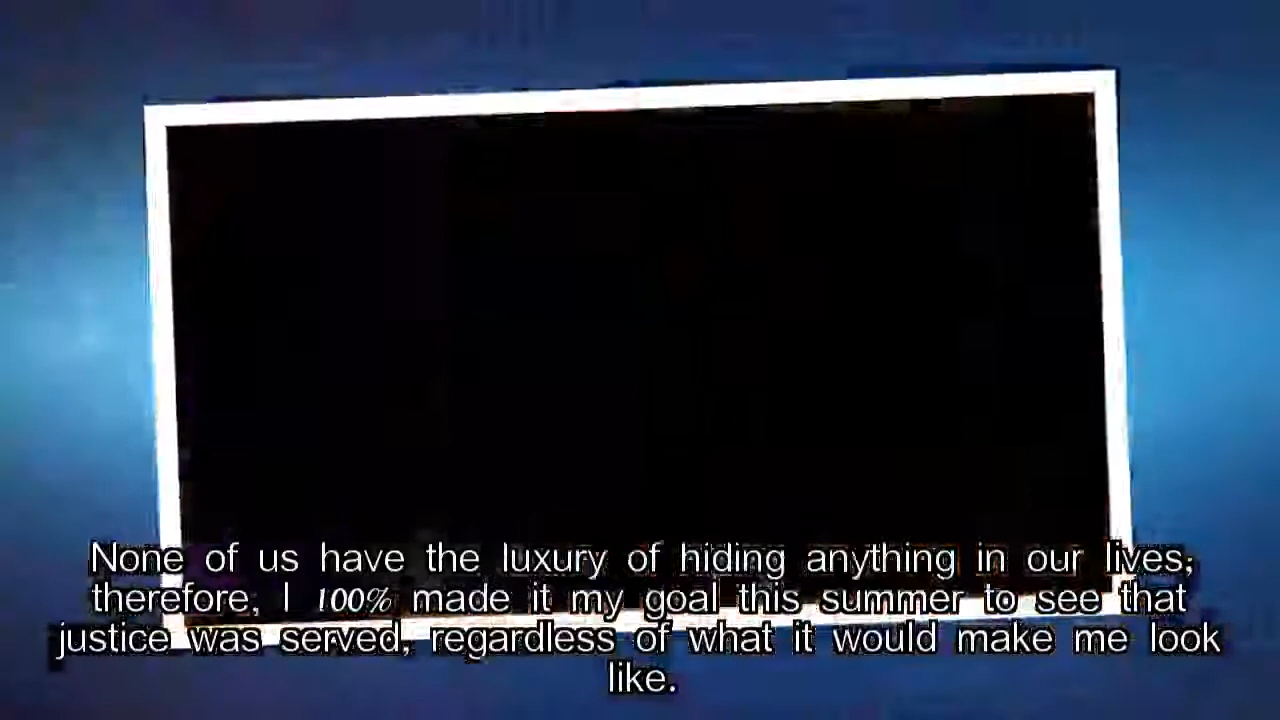 None of us have the luxury of hiding anything in our lives;
therefore, I 100% made it my goal this summer to see that
justice was served, regardless of what it would make me look
like.